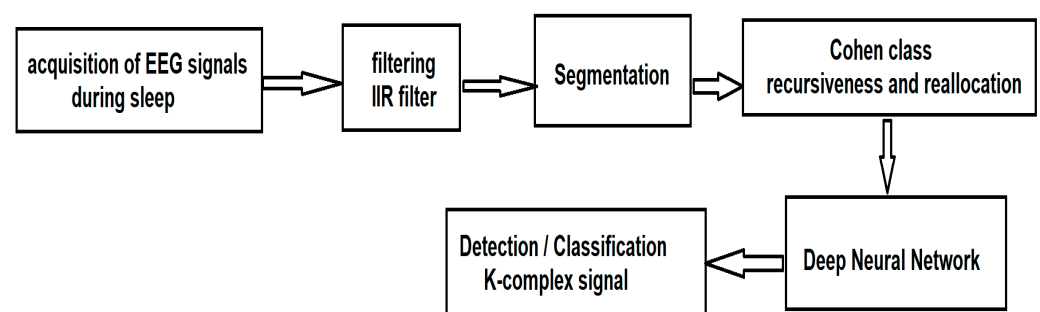 acquisition of EEG signals
during sleep
filtering
IIR filter
Segmentation
Cohen class
recursiveness and reallocation
Deep Neural Network
Detection / Classification
K-complex signal